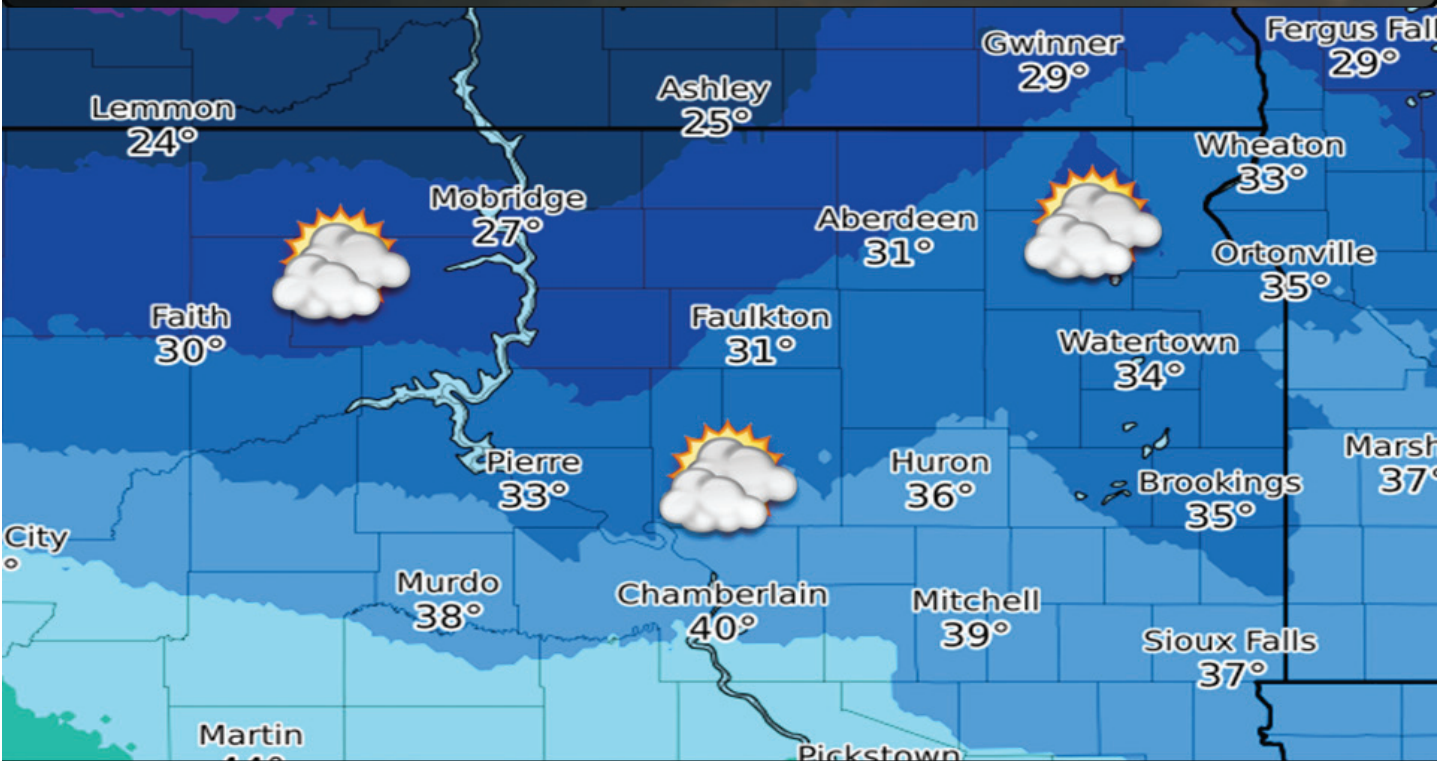 Fergus Fall
29°
Gwinner
29°
Ashley
25°
Lemmon
24°
Wheaton
33°
Mobridge
27°
Aberdeen
31°
Ortonville
35°
Faith
30°
Faulkton
31°
Watertown
34°
Marsh
37°
Pierre
33°
Huron
36°
Brookings
35°
City
°
Murdo
38°
Chamberlain
40°
Mitchell
39°
Sioux Falls
37°
Martin
Pickstown